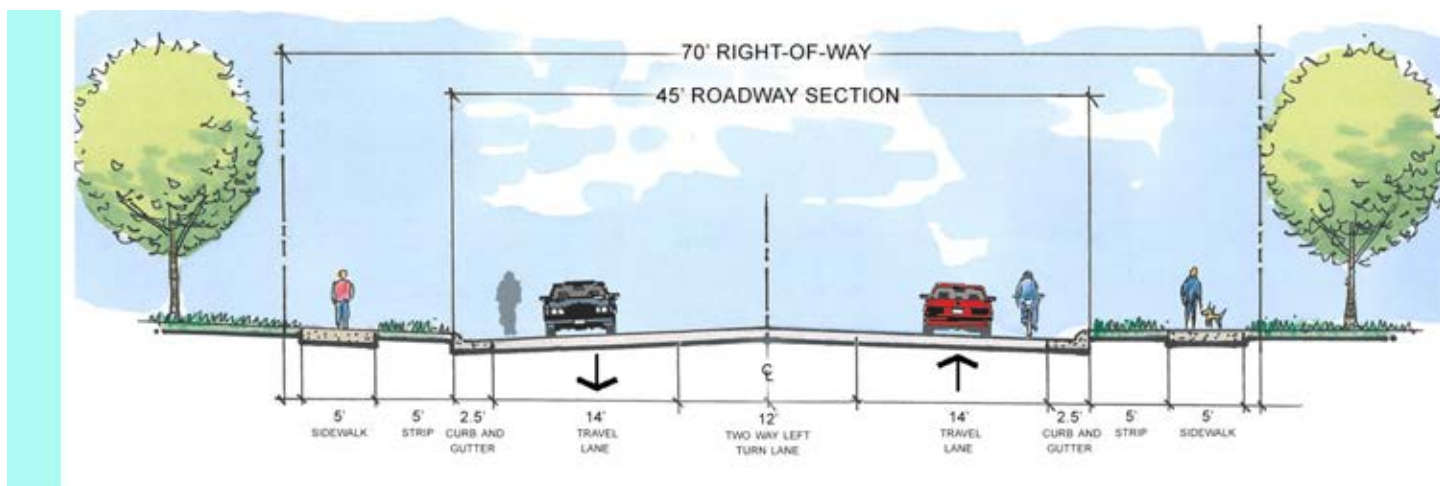 70' RIGHT-OF-WAY
45' ROADWAY SECTION
℄
5' 5' 2.5' 14' 12' 14' 2.5' 5' 5'
SIDEWALK STRIP CURB AND TRAVEL TWO WAY LEFT TRAVEL CURB AND STRIP SIDEWALK
GUTTER LANE TURN LANE LANE GUTTER